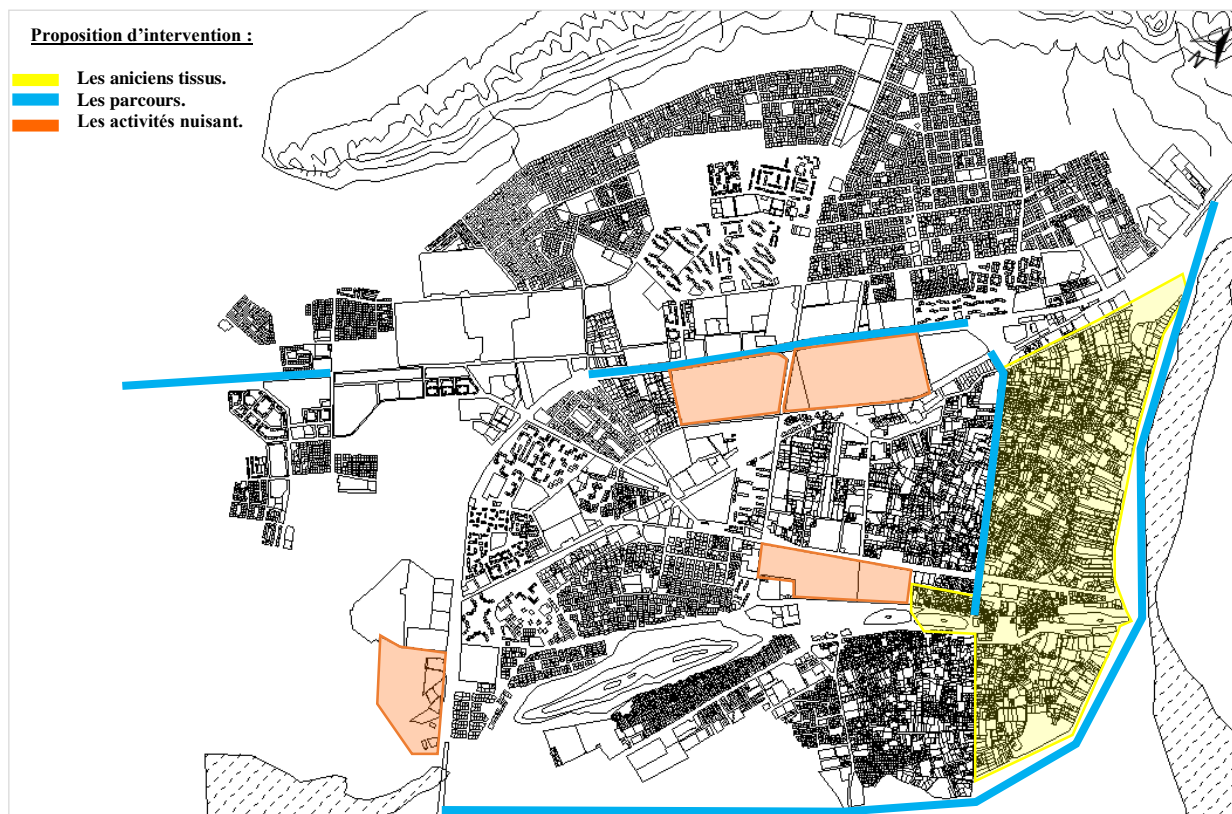 Proposition d’intervention :
Les aniciens tissus.
Les parcours.
Les activités nuisant.
N